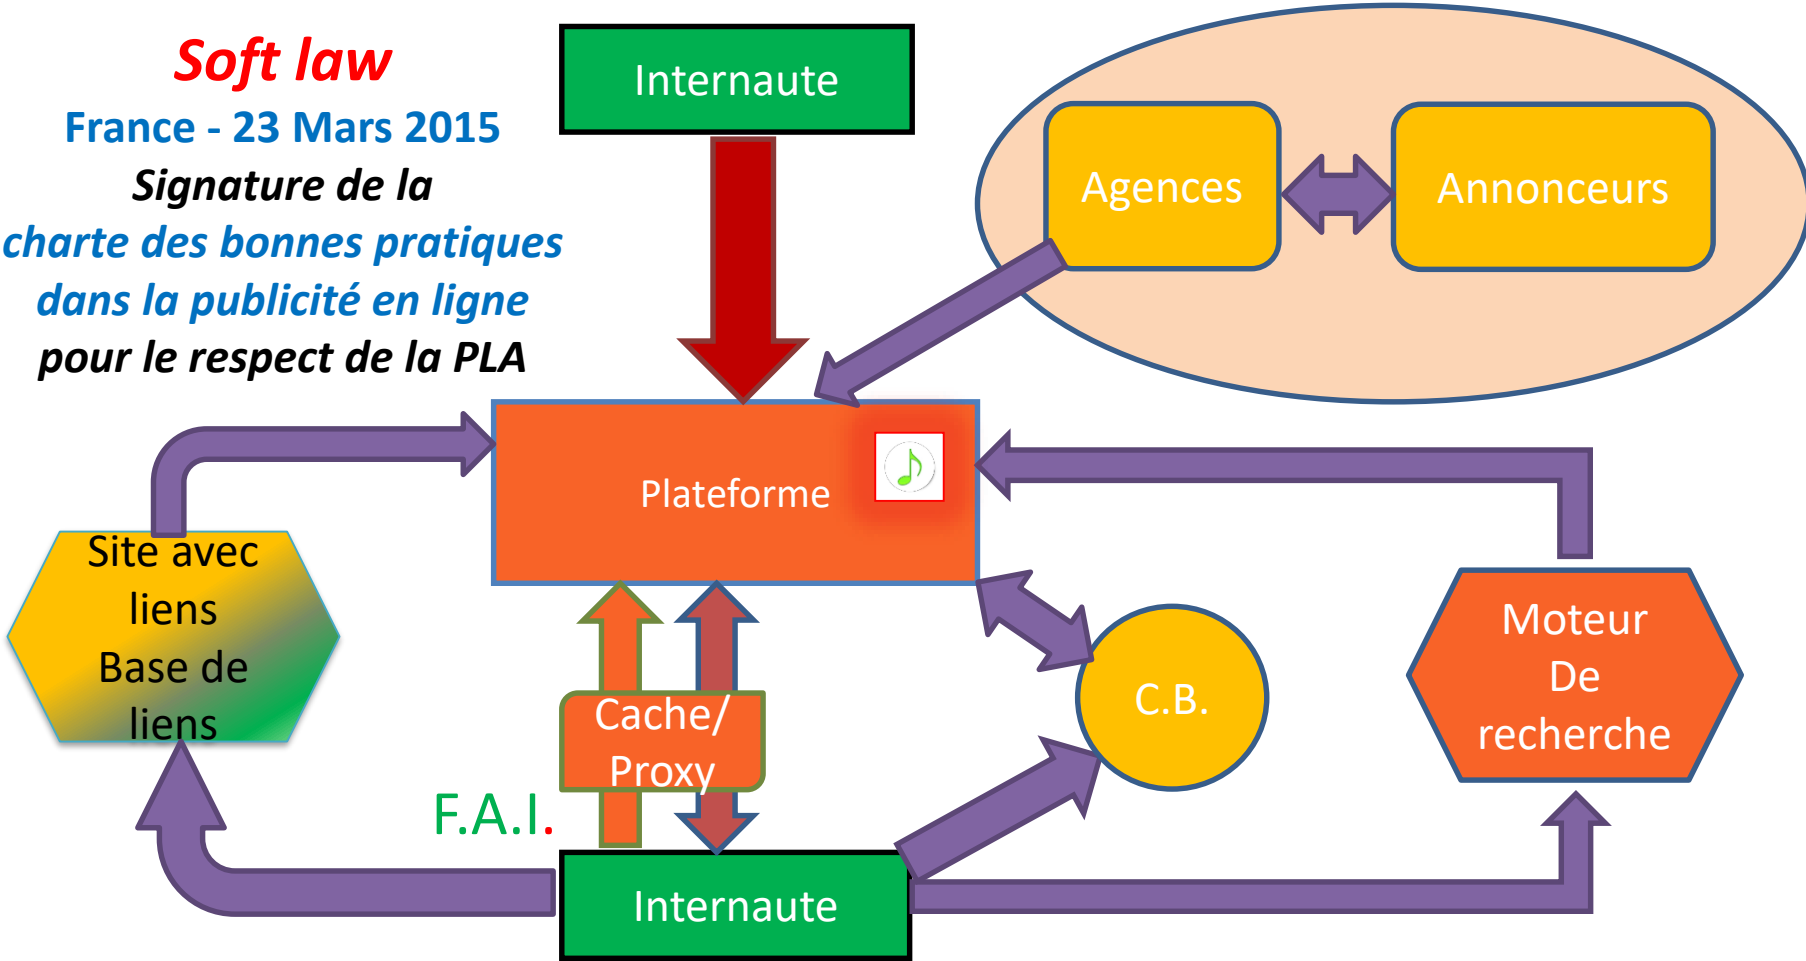 Soft law
France - 23 Mars 2015
Signature de la
charte des bonnes pratiques
dans la publicité en ligne
pour le respect de la PLA
Internaute
Agences
Annonceurs
Plateforme
Site avec
liens
Base de
liens
Cache/
Proxy
C.B.
Moteur
De
recherche
F.A.I.
Internaute